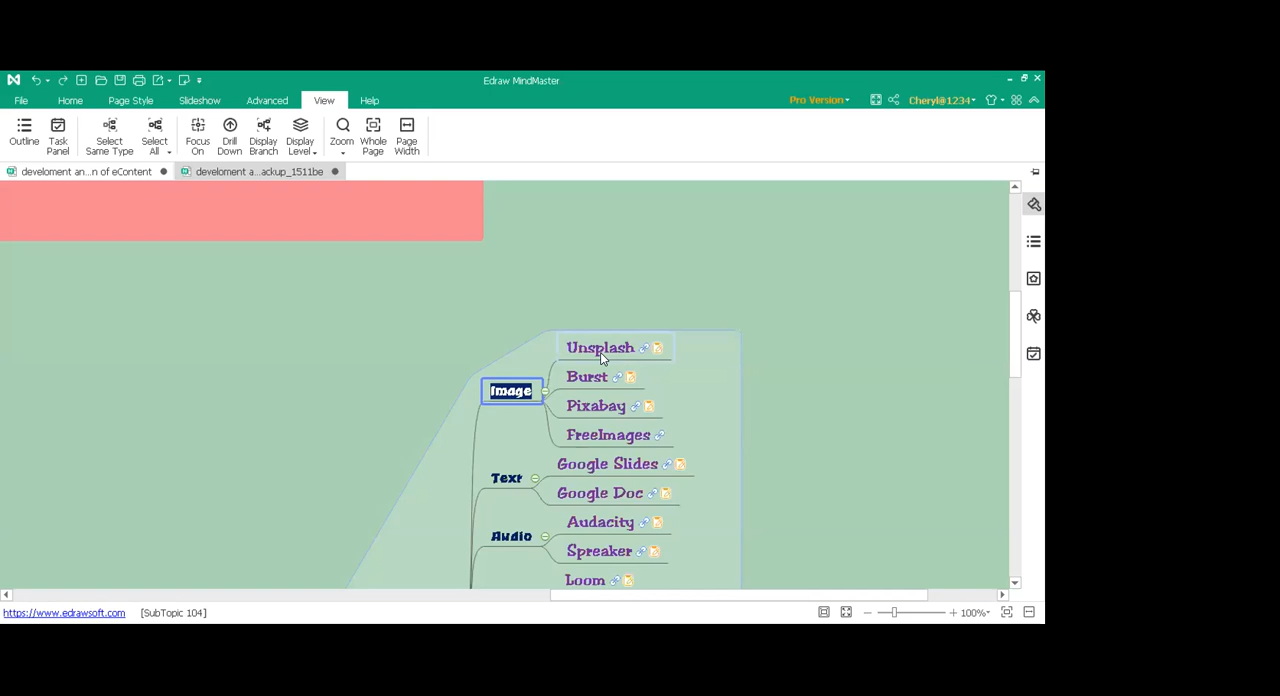 Edraw MindMaster
File Home Page Style Slideshow Advanced View Help Pro Version Cheryl@1234
Outline Task Panel Select Same Type Select All Focus On Drill Down Display Branch Display Level Zoom Whole Page Page Width
develoment an...n of eContent develoment a...ackup_1511be
Unsplash
Burst
Image
Pixabay
FreeImages
Google Slides
Text
Google Doc
Audacity
Audio
Spreaker
Loom
https://www.edrawsoft.com [SubTopic 104] 100%